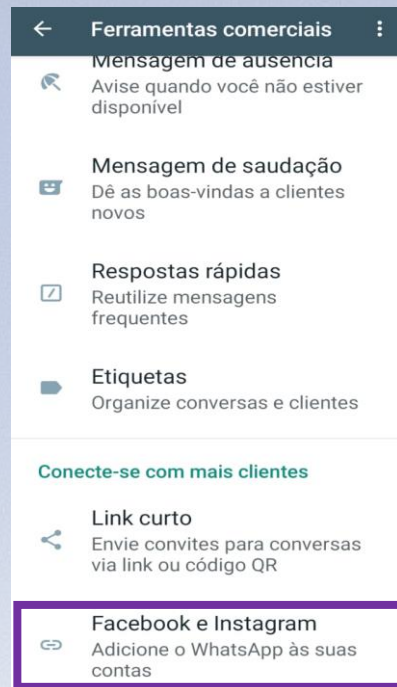 Ferramentas comerciais
Mensagem de ausência
Avise quando você não estiver
disponível
Mensagem de saudação
Dê as boas-vindas a clientes
novos
Respostas rápidas
Reutilize mensagens
frequentes
Etiquetas
Organize conversas e clientes
Conecte-se com mais clientes
Link curto
Envie convites para conversas
via link ou código QR
Facebook e Instagram
Adicione o WhatsApp às suas
contas